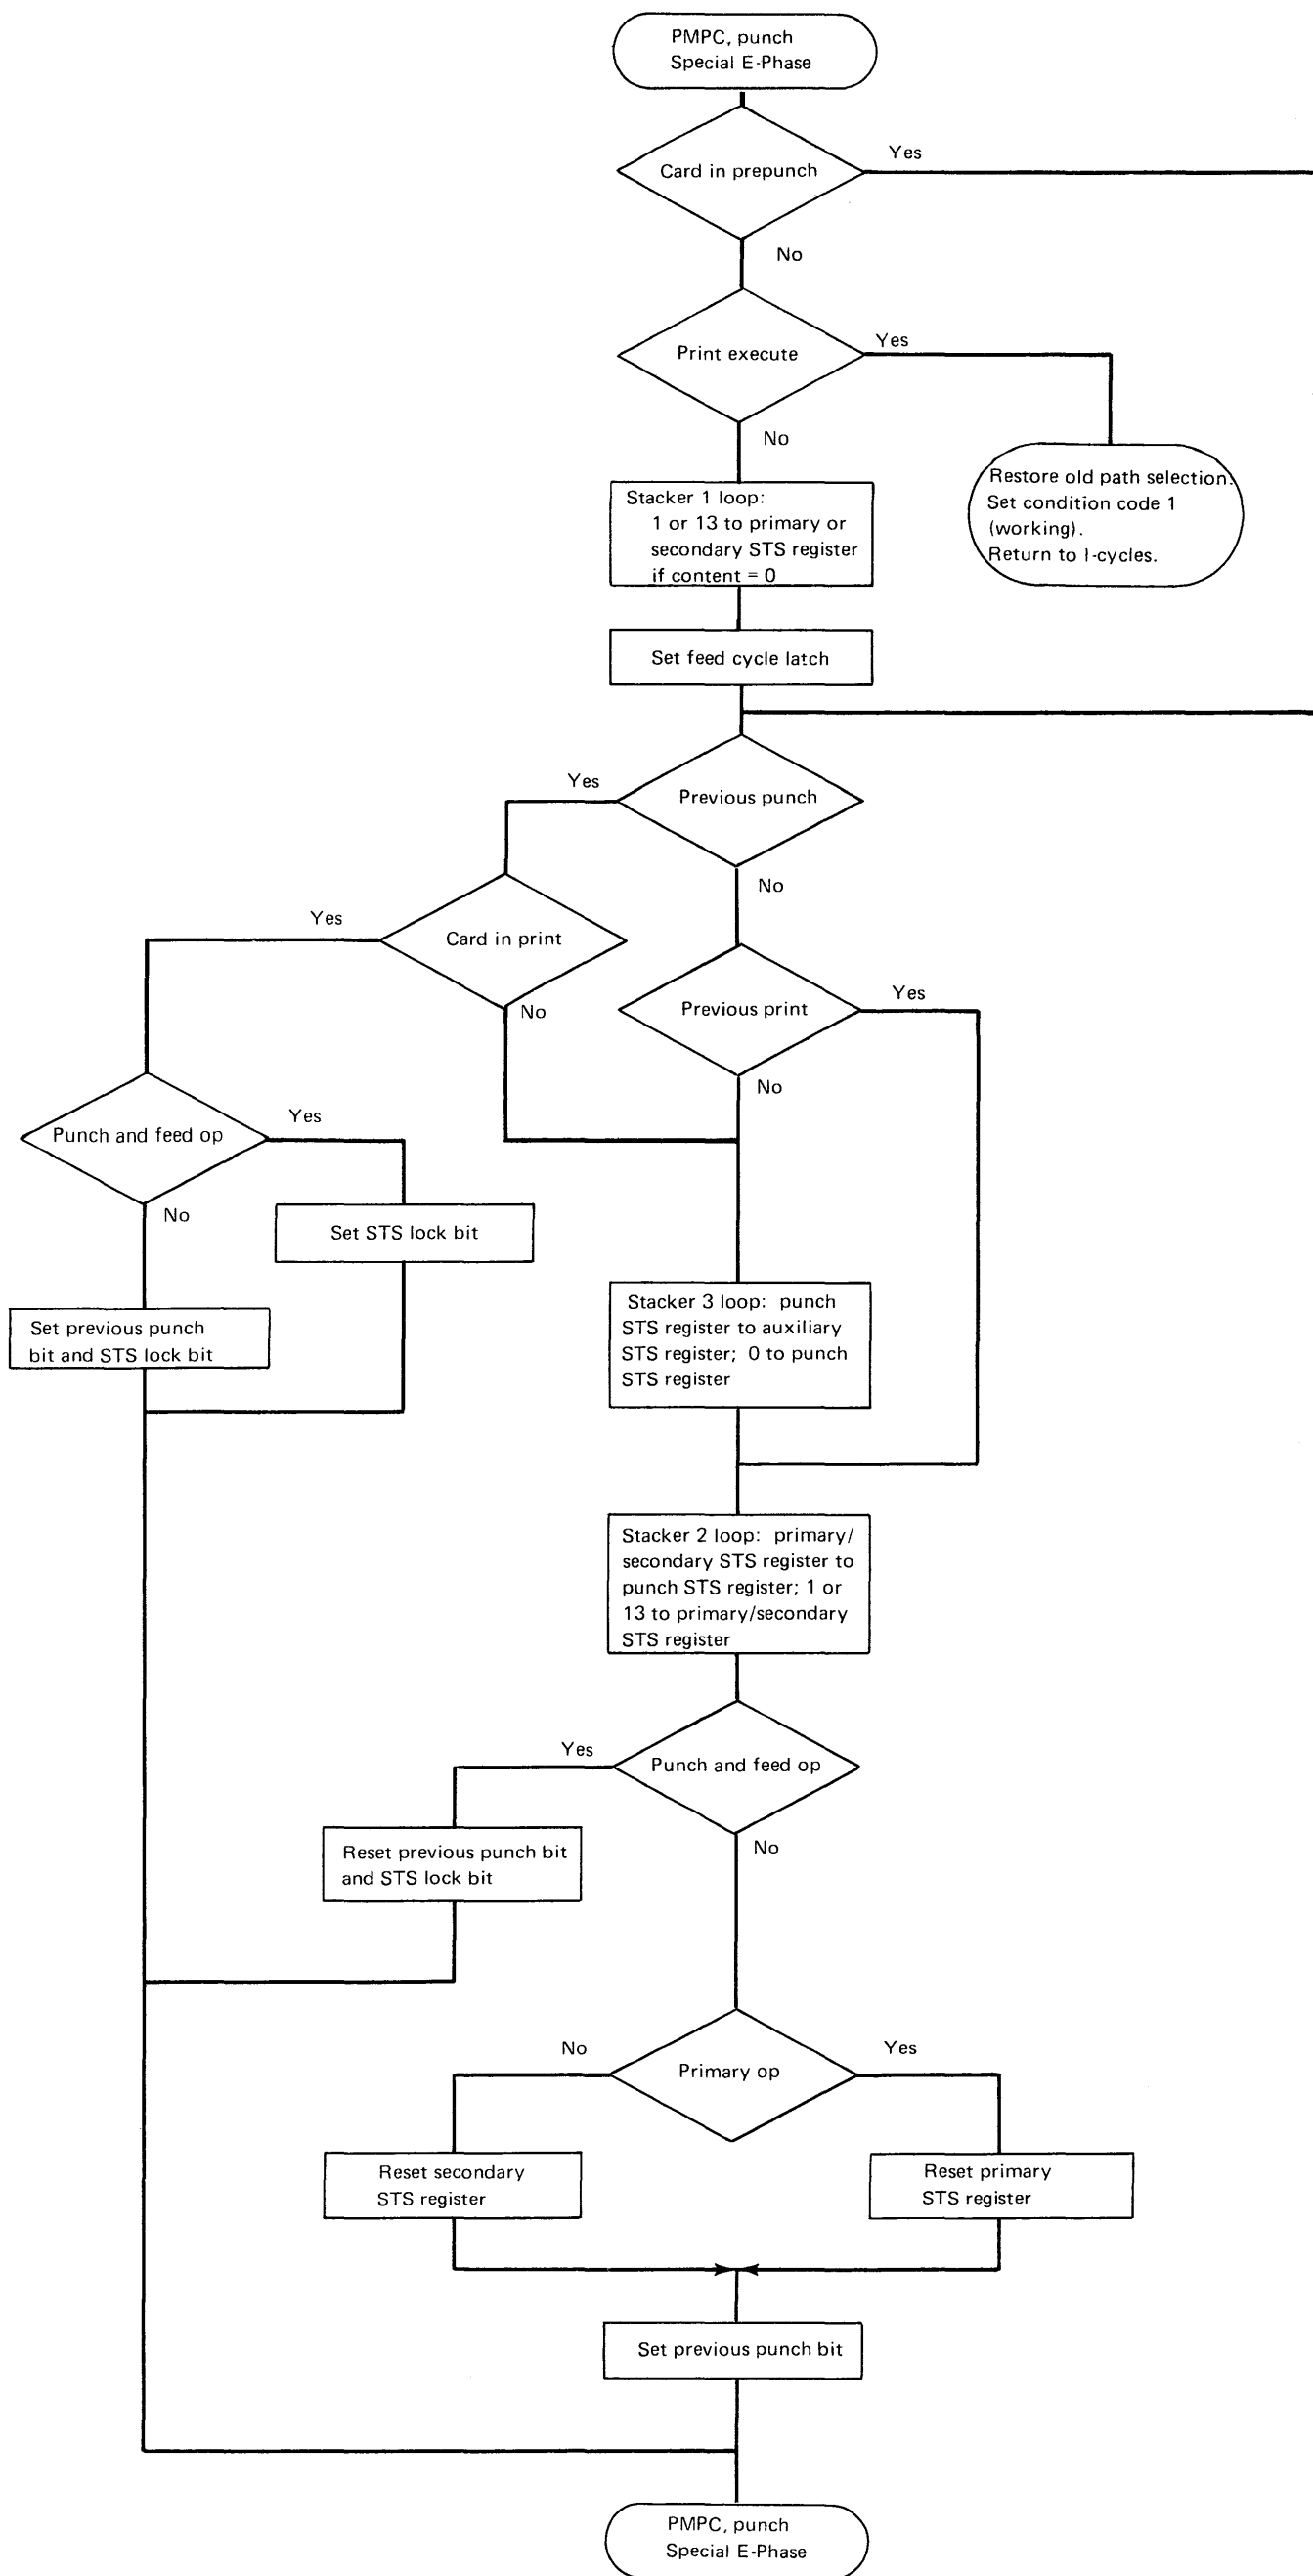 PMPC, punch
Special E-Phase
Card in prepunch
Yes
No
Print execute
Yes
No
Restore old path selection.
Set condition code 1
(working).
Return to I-cycles.
Stacker 1 loop:
1 or 13 to primary or
secondary STS register
if content = 0
Set feed cycle latch
Previous punch
Yes
No
Card in print
Yes
No
Previous print
Yes
No
Punch and feed op
Yes
No
Set STS lock bit
Set previous punch
bit and STS lock bit
Stacker 3 loop: punch
STS register to auxiliary
STS register; 0 to punch
STS register
Stacker 2 loop: primary/
secondary STS register to
punch STS register; 1 or
13 to primary/secondary
STS register
Punch and feed op
Yes
No
Reset previous punch bit
and STS lock bit
Primary op
No
Yes
Reset secondary
STS register
Reset primary
STS register
Set previous punch bit
PMPC, punch
Special E-Phase